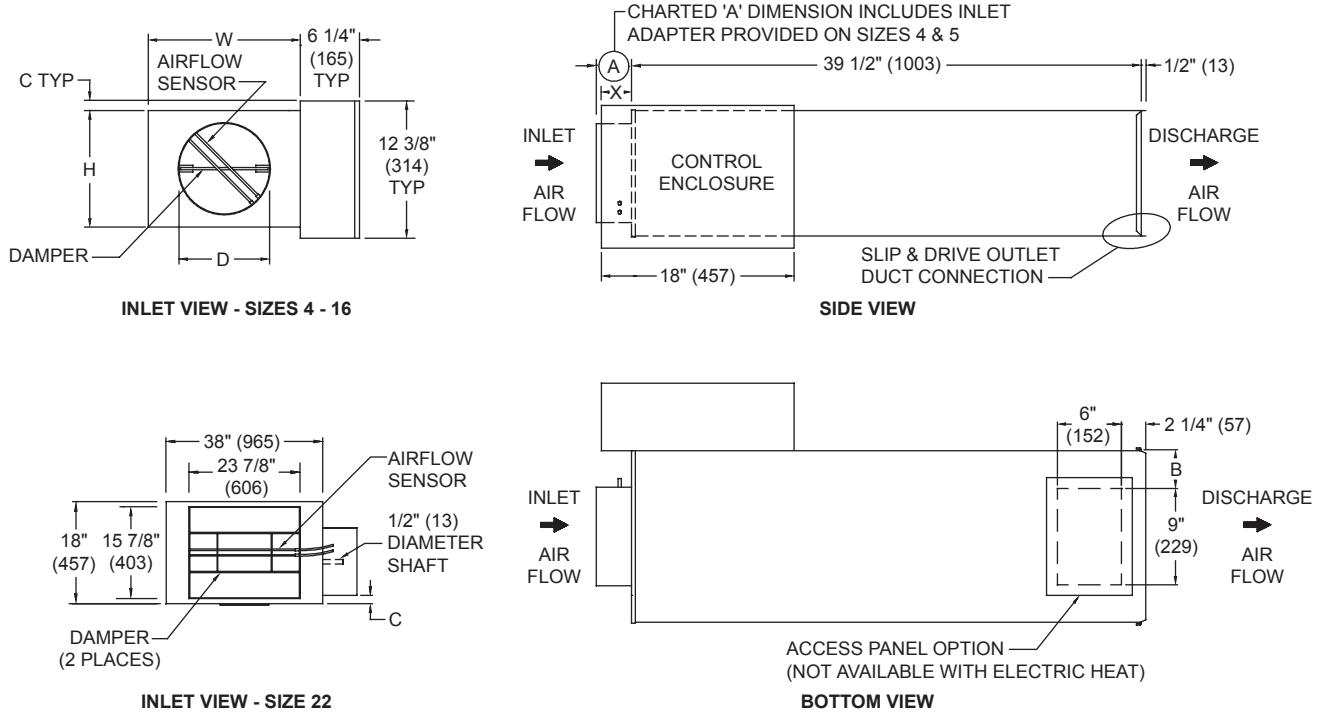 W
6 1/4"
(165)
TYP
AIRFLOW
SENSOR
C TYP
H
12 3/8"
(314)
TYP
DAMPER
D
INLET VIEW - SIZES 4 - 16
CHARTED 'A' DIMENSION INCLUDES INLET
ADAPTER PROVIDED ON SIZES 4 & 5
A
39 1/2" (1003)
1/2" (13)
X
INLET
AIR
FLOW
CONTROL
ENCLOSURE
DISCHARGE
AIR
FLOW
18" (457)
SLIP & DRIVE OUTLET
DUCT CONNECTION
SIDE VIEW
38" (965)
23 7/8"
(606)
AIRFLOW
SENSOR
18"
(457)
15 7/8"
(403)
1/2" (13)
DIAMETER
SHAFT
C
DAMPER
(2 PLACES)
INLET VIEW - SIZE 22
6"
(152)
2 1/4" (57)
B
INLET
AIR
FLOW
9"
(229)
DISCHARGE
AIR
FLOW
ACCESS PANEL OPTION
(NOT AVAILABLE WITH ELECTRIC HEAT)
BOTTOM VIEW